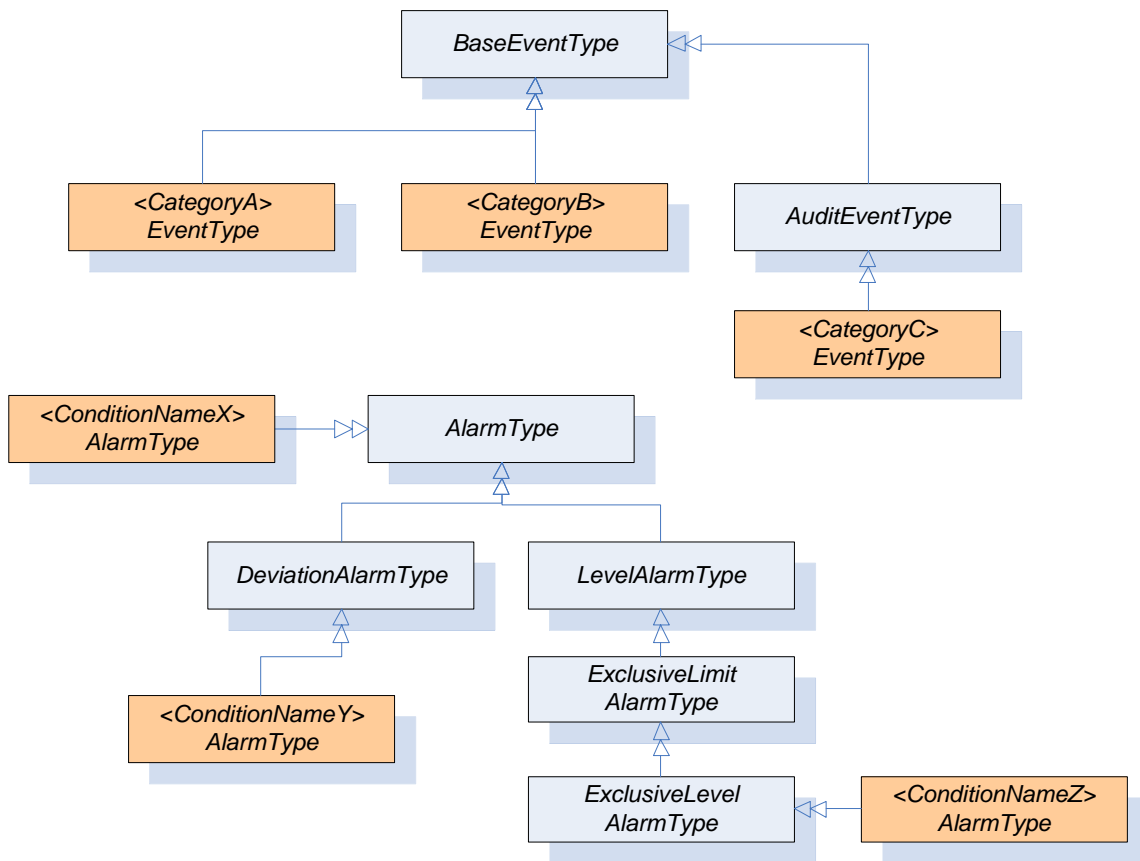 BaseEventType
<CategoryA>
EventType
<CategoryB>
EventType
AuditEventType
<CategoryC>
EventType
<ConditionNameX>
AlarmType
AlarmType
DeviationAlarmType
LevelAlarmType
ExclusiveLimit
AlarmType
<ConditionNameY>
AlarmType
ExclusiveLevel
AlarmType
<ConditionNameZ>
AlarmType